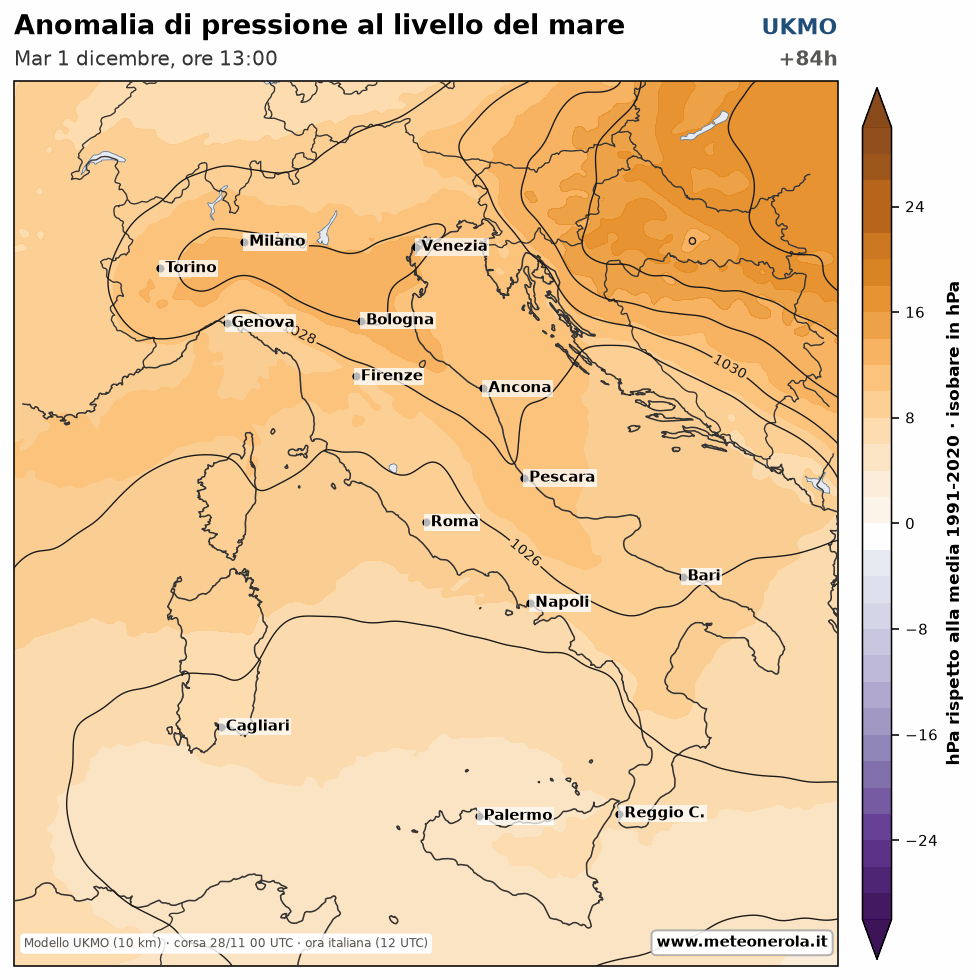 Anomalia di pressione al livello del mare
UKMO
Mar 1 dicembre, ore 13:00
+84h
Milano
Venezia
Torino
Bologna
Genova
1030
Firenze
Ancona
Pescara
Roma
1026
Bari
Napoli
Cagliari
Palermo
Reggio C.
Modello UKMO (10 km) · corsa 28/11 00 UTC · ora italiana (12 UTC)
www.meteonerola.it
24
16
8
0
−8
−16
−24
hPa rispetto alla media 1991-2020 · isobare in hPa